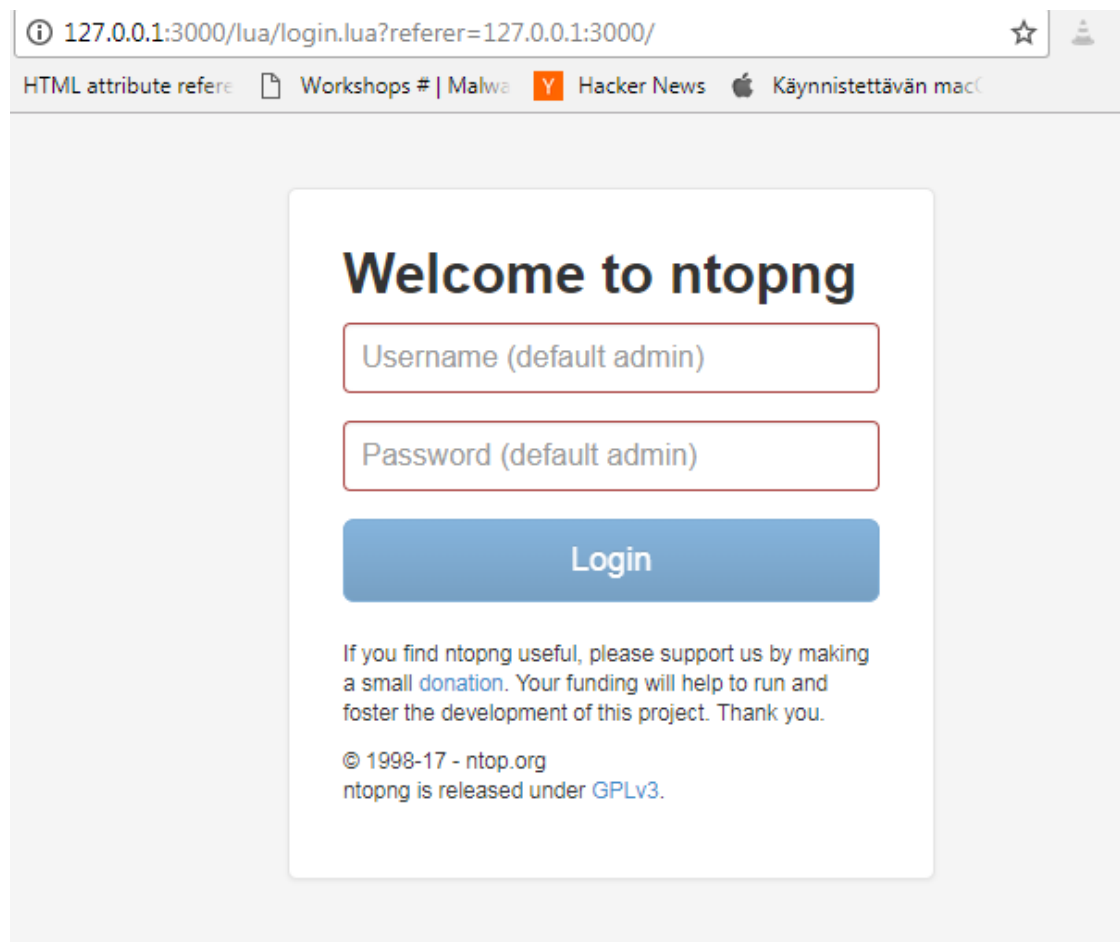 127.0.0.1:3000/lua/login.lua?referer=127.0.0.1:3000/
HTML attribute refere Workshops # | Malwa Y Hacker News Käynnistettävän mac
Welcome to ntopng
Username (default admin)
Password (default admin)
Login
If you find ntopng useful, please support us by making
a small donation. Your funding will help to run and
foster the development of this project. Thank you.
© 1998-17 - ntop.org
ntopng is released under GPLv3.